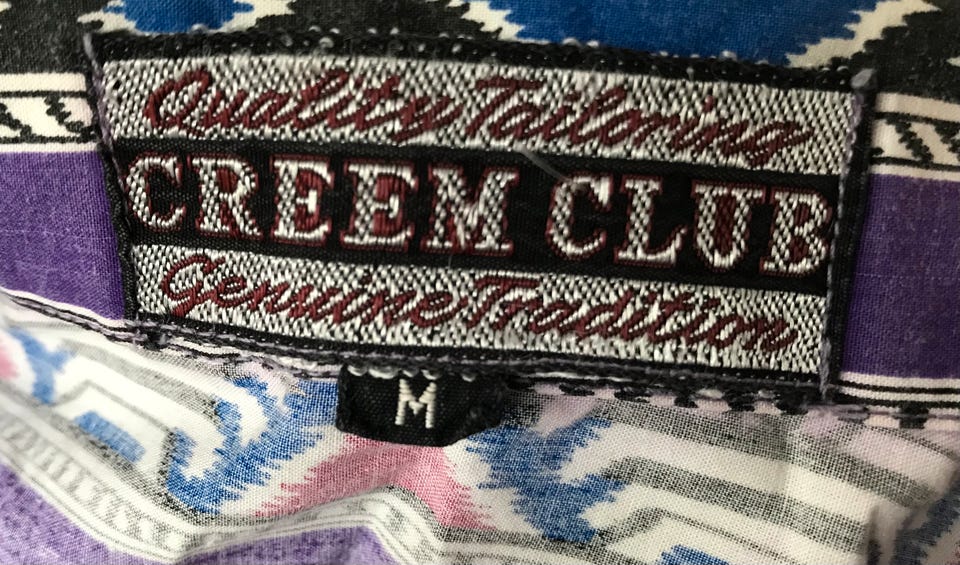 Quality Tailoring
CREEM CLUB
Genuine Tradition
M